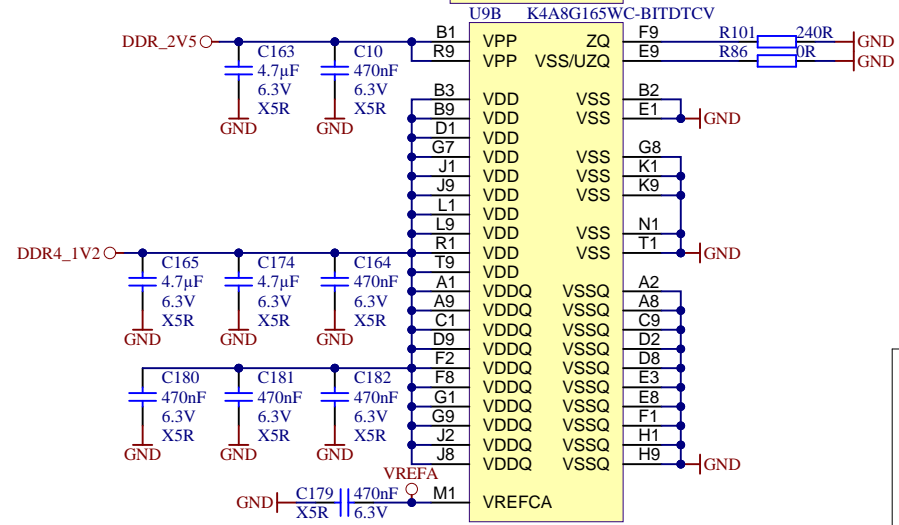 U9B K4A8G165WC-BITDTCV
DDR_2V5
C163
4.7µF
6.3V
X5R
GND
C10
470nF
6.3V
X5R
GND
B1 VPP ZQ F9 R101 240R GND
R9 VPP VSS/UZQ E9 R86 0R GND
B3 VDD VSS B2
B9 VDD VSS E1 GND
D1 VDD
G7 VDD VSS G8
J1 VDD VSS K1
J9 VDD VSS K9
L1 VDD
L9 VDD VSS N1
R1 VDD VSS T1 GND
T9 VDD
A1 VDDQ VSSQ A2
A9 VDDQ VSSQ A8
C1 VDDQ VSSQ C9
D9 VDDQ VSSQ D2
F2 VDDQ VSSQ D8
F8 VDDQ VSSQ E3
G1 VDDQ VSSQ E8
G9 VDDQ VSSQ F1
J2 VDDQ VSSQ H1
J8 VDDQ VSSQ H9 GND
M1 VREFCA
DDR4_1V2
C165
4.7µF
6.3V
X5R
GND
C174
4.7µF
6.3V
X5R
GND
C164
470nF
6.3V
X5R
GND
C180
470nF
6.3V
X5R
GND
C181
470nF
6.3V
X5R
GND
C182
470nF
6.3V
X5R
GND
VREFA
GND C179 470nF
X5R 6.3V